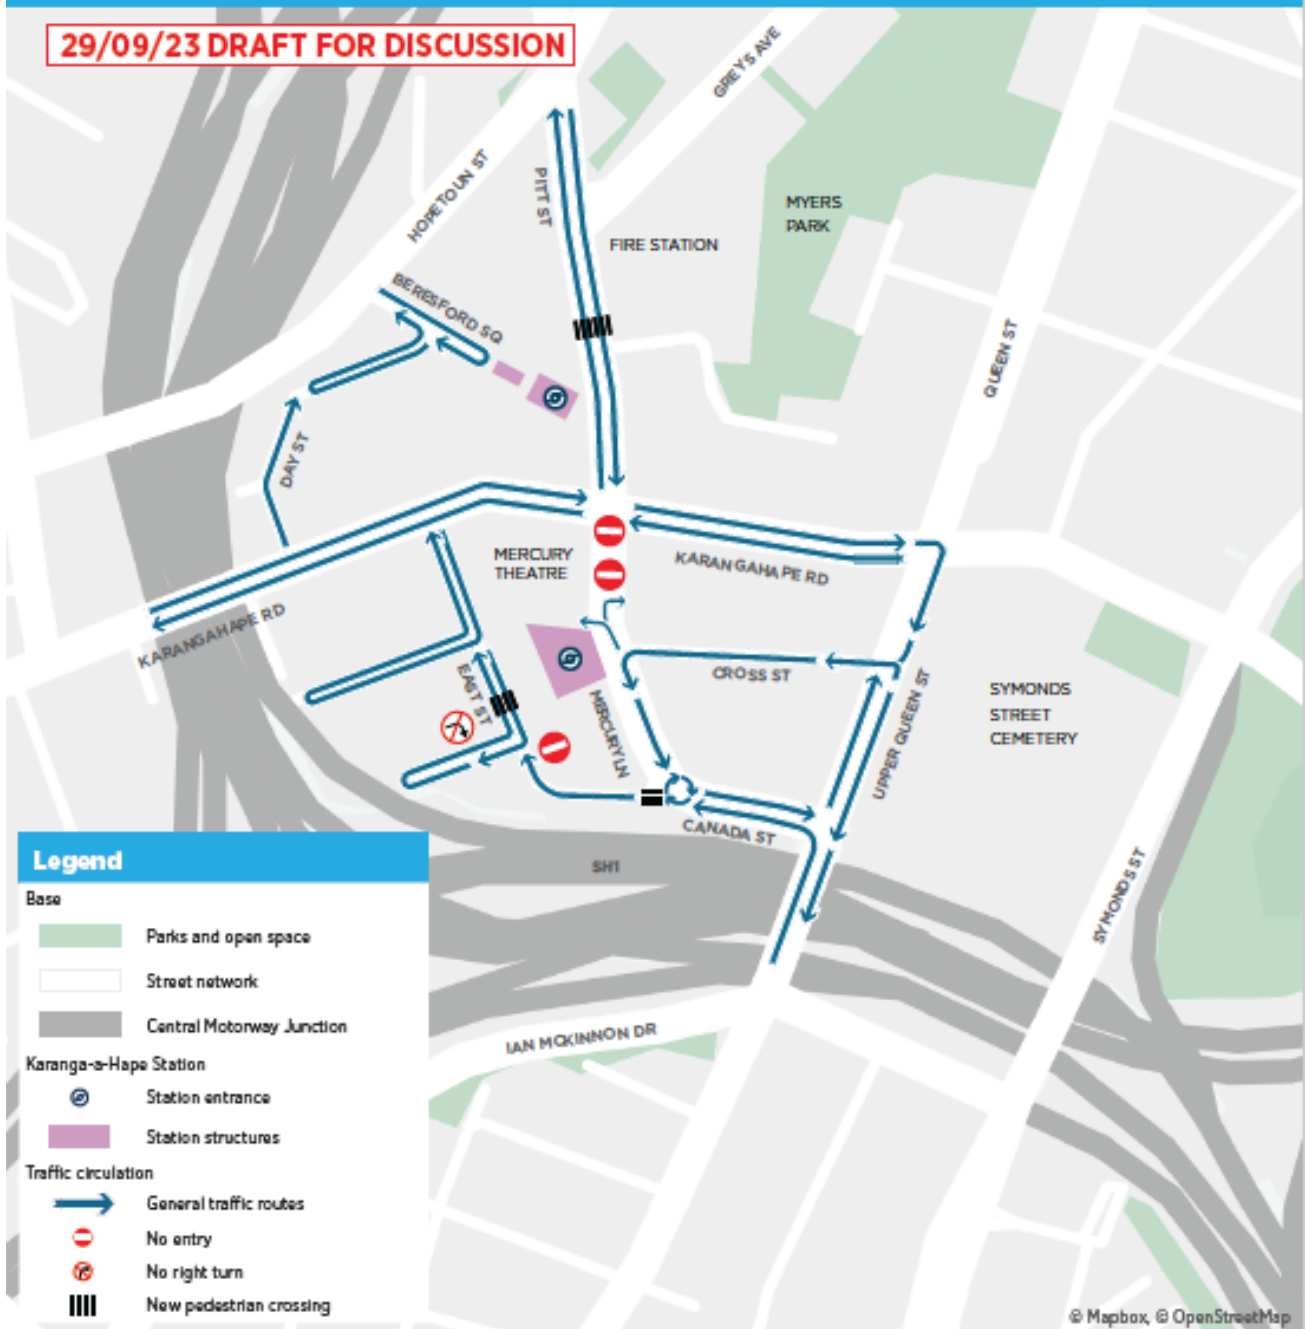 29/09/23 DRAFT FOR DISCUSSION
GREYS AVE
HOPETOUN ST
PITT ST
MYERS
PARK
FIRE STATION
BERESFORD SQ
QUEEN ST
DAY ST
MERCURY
THEATRE
KARANGAHAPE RD
KARANGAHAPE RD
CROSS ST
EAST ST
MERCURY LN
UPPER QUEEN ST
SYMONDS
STREET
CEMETERY
CANADA ST
SH1
SYMONDS ST
IAN MCKINNON DR
Legend
Base
Parks and open space
Street network
Central Motorway Junction
Karanga-a-Hape Station
Station entrance
Station structures
Traffic circulation
General traffic routes
No entry
No right turn
New pedestrian crossing
© Mapbox, © OpenStreetMap